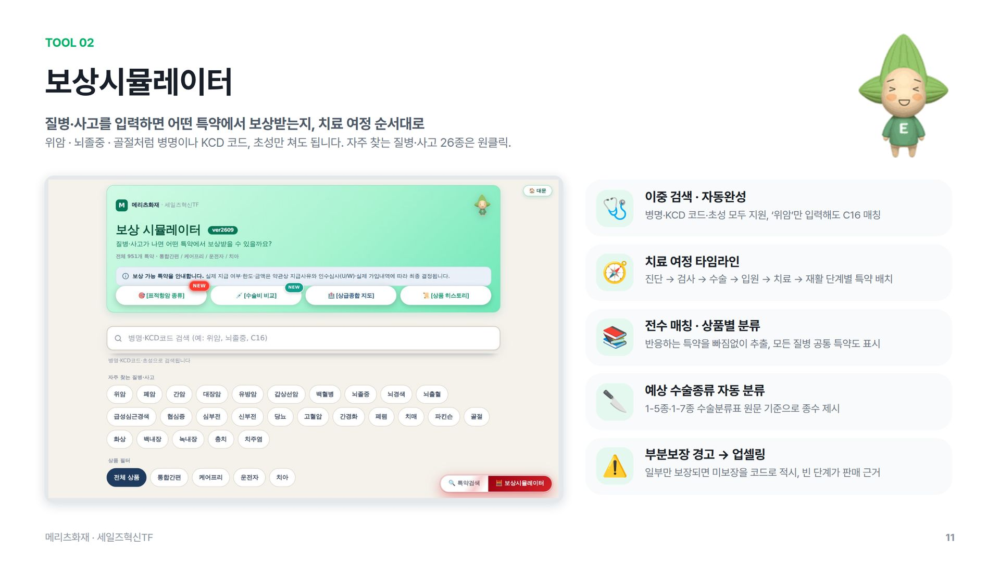 TOOL 02
보상시뮬레이터
질병·사고를 입력하면 어떤 특약에서 보상받는지, 치료 여정 순서대로
위암 · 뇌졸중 · 골절처럼 병명이나 KCD 코드, 초성만 쳐도 됩니다. 자주 찾는 질병·사고 26종은 원클릭.
E
🏠 대문
M 메리츠화재 · 세일즈혁신TF
보상 시뮬레이터 ver2609
질병·사고가 나면 어떤 특약에서 보상받을 수 있을까요?
전체 951개 특약 · 통합간편 / 케어프리 / 운전자 / 치아
보상 가능 특약을 안내합니다. 실제 지급 여부·한도·금액은 약관상 지급사유와 인수심사(U/W)·실제 가입내역에 따라 최종 결정됩니다.
NEW NEW
🎯 [표적항암 종류] 💉 [수술비 비교] 🏥 [상급종합 지도] 📜 [상품 히스토리]
병명·KCD코드 검색 (예: 위암, 뇌졸중, C16)
병명·KCD코드·초성으로 검색됩니다
자주 찾는 질병·사고
위암 폐암 간암 대장암 유방암 갑상선암 백혈병 뇌졸중 뇌경색 뇌출혈
급성심근경색 협심증 심부전 신부전 당뇨 고혈압 간경화 폐렴 치매 파킨슨 골절
화상 백내장 녹내장 충치 치주염
상품 필터
전체 상품 통합간편 케어프리 운전자 치아
🔍 특약검색 🧮 보상시뮬레이터
이중 검색 · 자동완성
병명·KCD 코드·초성 모두 지원, ‘위암’만 입력해도 C16 매칭
치료 여정 타임라인
진단 → 검사 → 수술 → 입원 → 치료 → 재활 단계별 특약 배치
전수 매칭 · 상품별 분류
반응하는 특약을 빠짐없이 추출, 모든 질병 공통 특약도 표시
예상 수술종류 자동 분류
1-5종·1-7종 수술분류표 원문 기준으로 종수 제시
부분보장 경고 → 업셀링
일부만 보장되면 미보장을 코드로 적시, 빈 단계가 판매 근거
메리츠화재 · 세일즈혁신TF
11